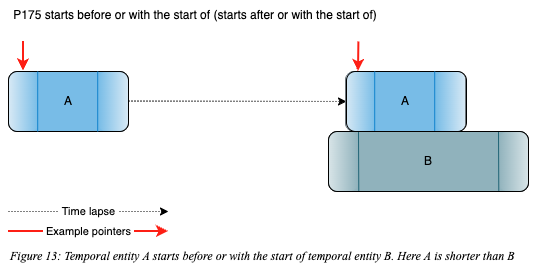 P175 starts before or with the start of (starts after or with the start of)
A
A
B
Time lapse
Example pointers
Figure 13: Temporal entity A starts before or with the start of temporal entity B. Here A is shorter than B